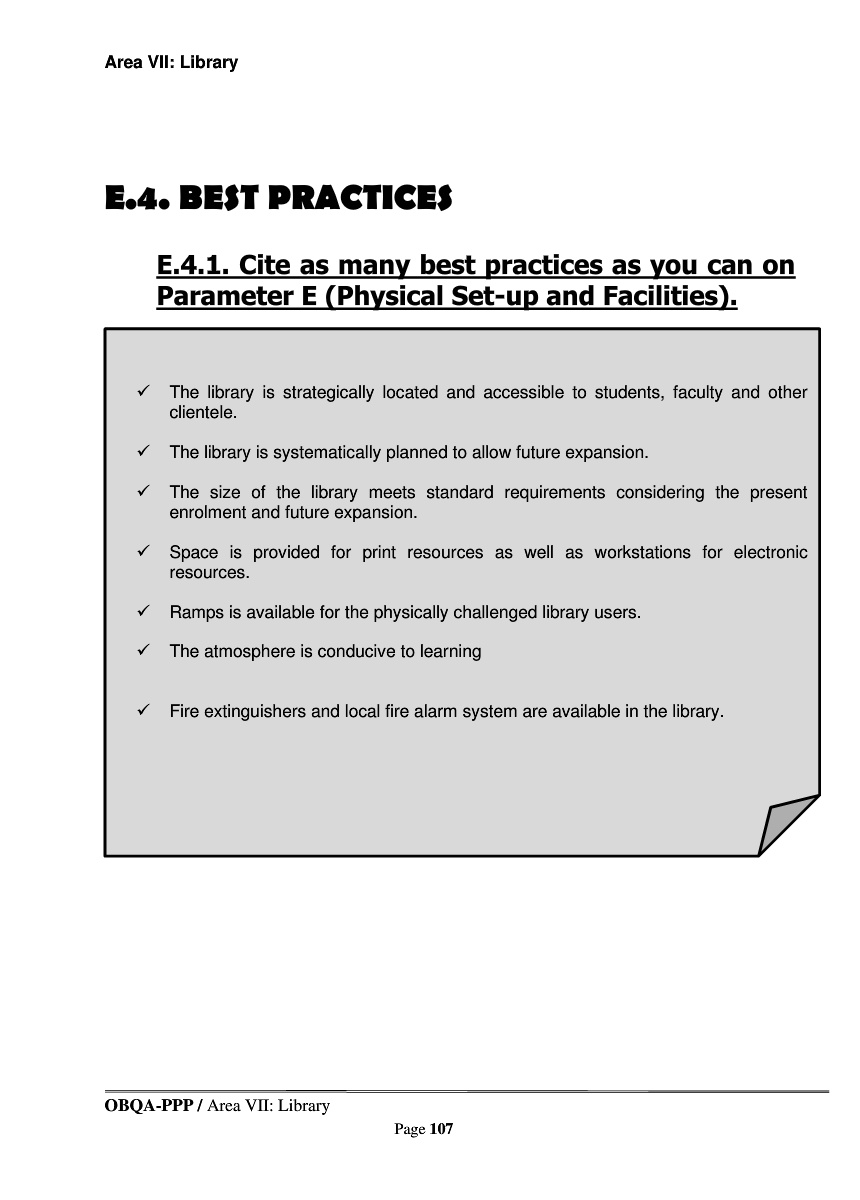 Area VII: Library
E.4. BEST PRACTICES
E.4.1. Cite as many best practices as you can on
Parameter E (Physical Set-up and Facilities).
✓ The library is strategically located and accessible to students, faculty and other
clientele.
✓ The library is systematically planned to allow future expansion.
✓ The size of the library meets standard requirements considering the present
enrolment and future expansion.
✓ Space is provided for print resources as well as workstations for electronic
resources.
✓ Ramps is available for the physically challenged library users.
✓ The atmosphere is conducive to learning
✓ Fire extinguishers and local fire alarm system are available in the library.
OBQA-PPP / Area VII: Library
Page 107